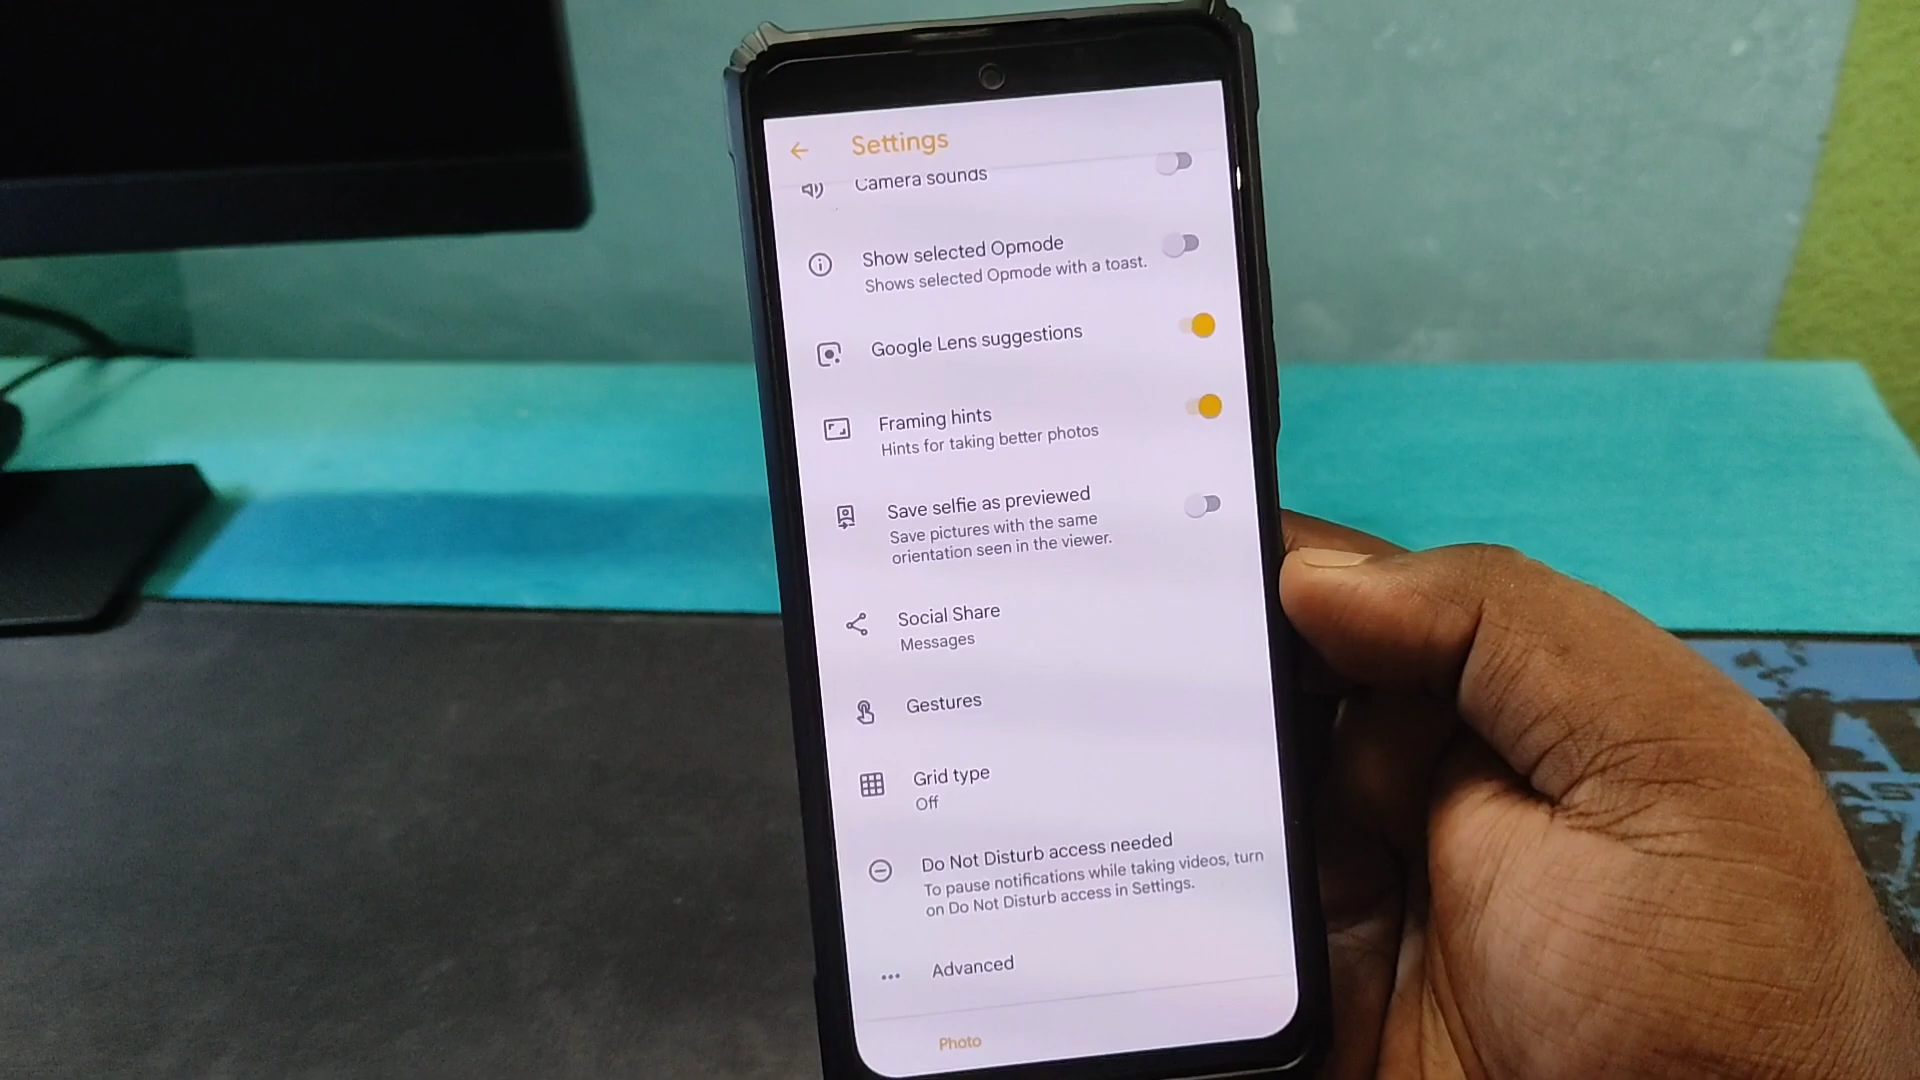 Settings
Camera sounds
Show selected Opmode
Shows selected Opmode with a toast.
Google Lens suggestions
Framing hints
Hints for taking better photos
Save selfie as previewed
Save pictures with the same
orientation seen in the viewer.
Social Share
Messages
Gestures
Grid type
Off
Do Not Disturb access needed
To pause notifications while taking videos, turn
on Do Not Disturb access in Settings.
Advanced
Photo